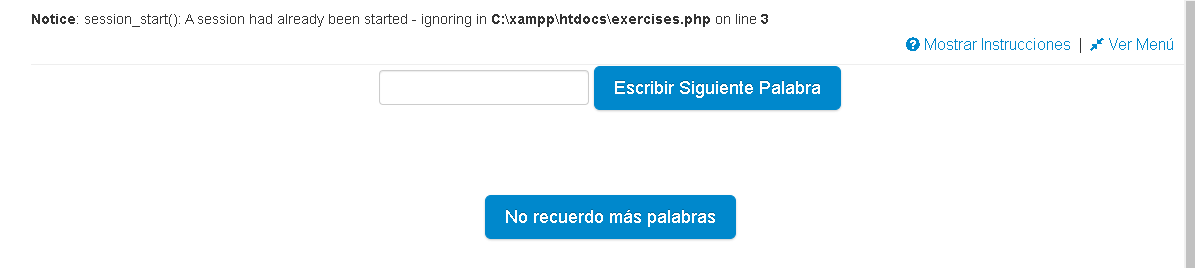 Notice: session_start(): A session had already been started - ignoring in C:\xampp\htdocs\exercises.php on line 3
Mostrar Instrucciones | Ver Menú
Escribir Siguiente Palabra
No recuerdo más palabras